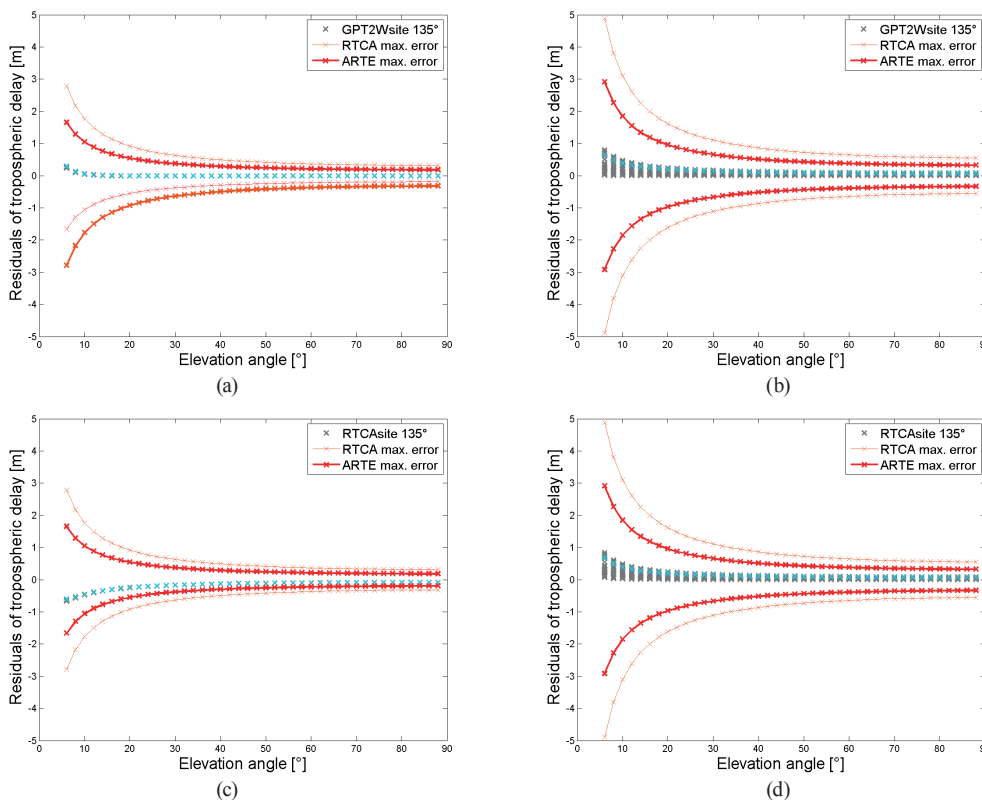 GPT2Wsite 135°
RTCA max. error
ARTE max. error
Residuals of tropospheric delay [m]
5
4
3
2
1
0
-1
-2
-3
-4
-5
0 10 20 30 40 50 60 70 80 90
Elevation angle [°]
(a)
GPT2Wsite 135°
RTCA max. error
ARTE max. error
Residuals of tropospheric delay [m]
5
4
3
2
1
0
-1
-2
-3
-4
-5
0 10 20 30 40 50 60 70 80 90
Elevation angle [°]
(b)
RTCAsite 135°
RTCA max. error
ARTE max. error
Residuals of tropospheric delay [m]
5
4
3
2
1
0
-1
-2
-3
-4
-5
0 10 20 30 40 50 60 70 80 90
Elevation angle [°]
(c)
RTCAsite 135°
RTCA max. error
ARTE max. error
Residuals of tropospheric delay [m]
5
4
3
2
1
0
-1
-2
-3
-4
-5
0 10 20 30 40 50 60 70 80 90
Elevation angle [°]
(d)